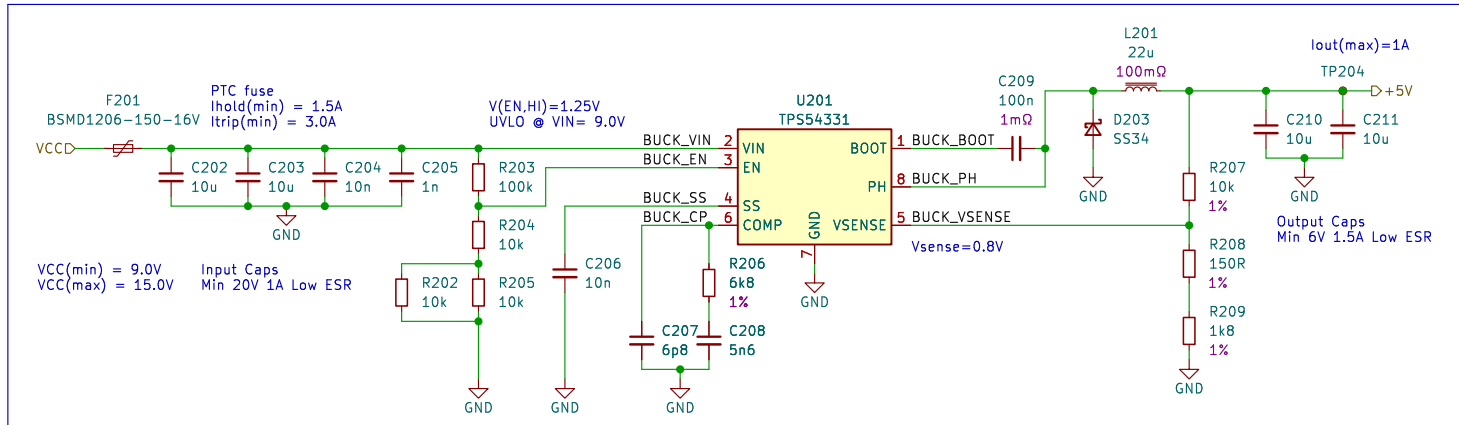 F201
BSMD1206-150-16V
PTC fuse
Ihold(min) = 1.5A
Itrip(min) = 3.0A
VCC
C202
10u
C203
10u
C204
10n
C205
1n
GND
VCC(min) = 9.0V
VCC(max) = 15.0V
Input Caps
Min 20V 1A Low ESR
V(EN,HI)=1.25V
UVLO @ VIN= 9.0V
R203
100k
R204
10k
R202
10k
R205
10k
GND
BUCK_VIN
BUCK_EN
BUCK_SS
BUCK_CP
C206
10n
GND
R206
6k8
1%
C207
6p8
C208
5n6
GND
U201
TPS54331
2
VIN
3
EN
4
SS
6
COMP
BOOT
1
PH
8
VSENSE
5
GND
7
GND
BUCK_BOOT
BUCK_PH
BUCK_VSENSE
Vsense=0.8V
C209
100n
1mΩ
D203
SS34
GND
L201
22u
100mΩ
Iout(max)=1A
TP204
+5V
C210
10u
C211
10u
GND
Output Caps
Min 6V 1.5A Low ESR
R207
10k
1%
R208
150R
1%
R209
1k8
1%
GND